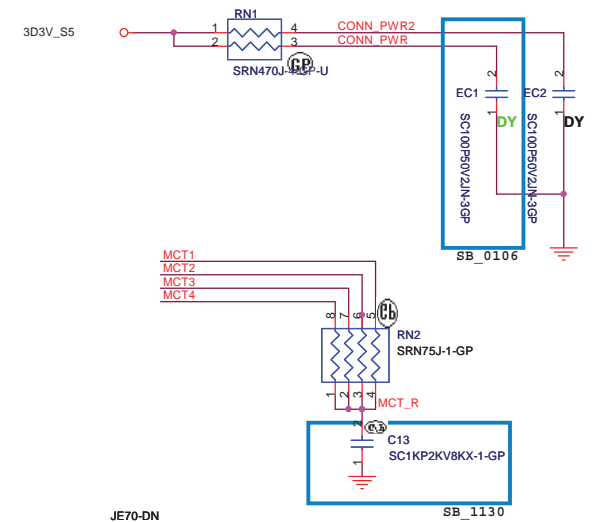 RN1
3D3V_S5
1
4
CONN_PWR2
2
3
CONN_PWR
GP
SRN470J-4-GP-U
2
2
EC1
EC2
1
DY
1
DY
SC100P50V2JN-3GP
SC100P50V2JN-3GP
SB_0106
MCT1
MCT2
MCT3
MCT4
8
7
6
5
RN2
SRN75J-1-GP
1
2
3
4
MCT_R
2
C13
1
SC1KP2KV8KX-1-GP
SB_1130
JE70-DN